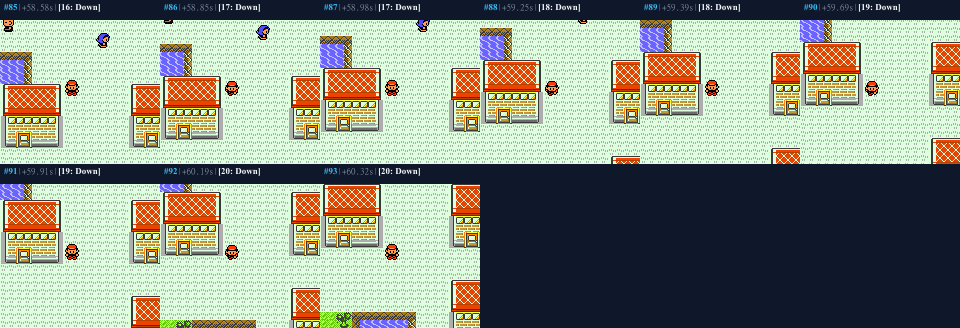 #85|+58.58s|[16: Down]
#86|+58.85s|[17: Down]
#87|+58.98s|[17: Down]
#88|+59.25s|[18: Down]
#89|+59.39s|[18: Down]
#90|+59.69s|[19: Down]
#91|+59.91s|[19: Down]
#92|+60.19s|[20: Down]
#93|+60.32s|[20: Down]